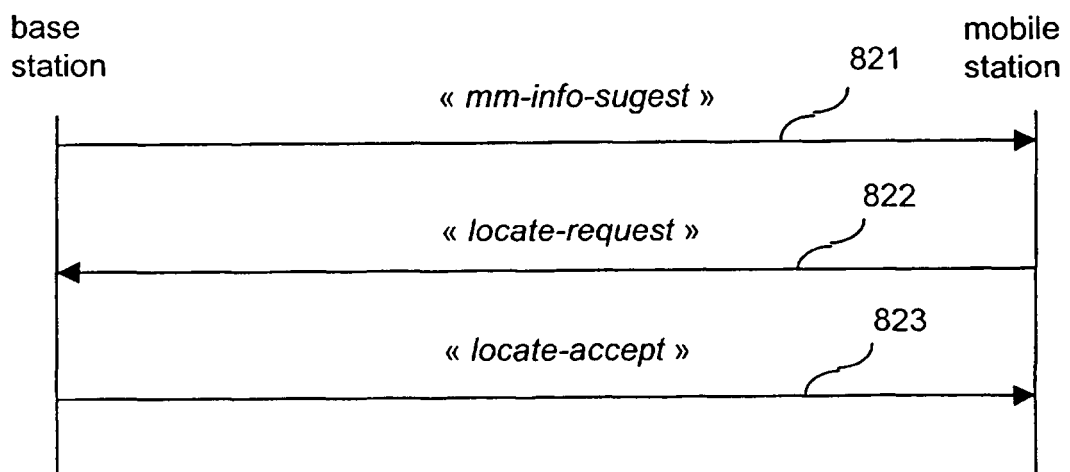 base
station
mobile
station
821
« mm-info-sugest »
822
« locate-request »
823
« locate-accept »